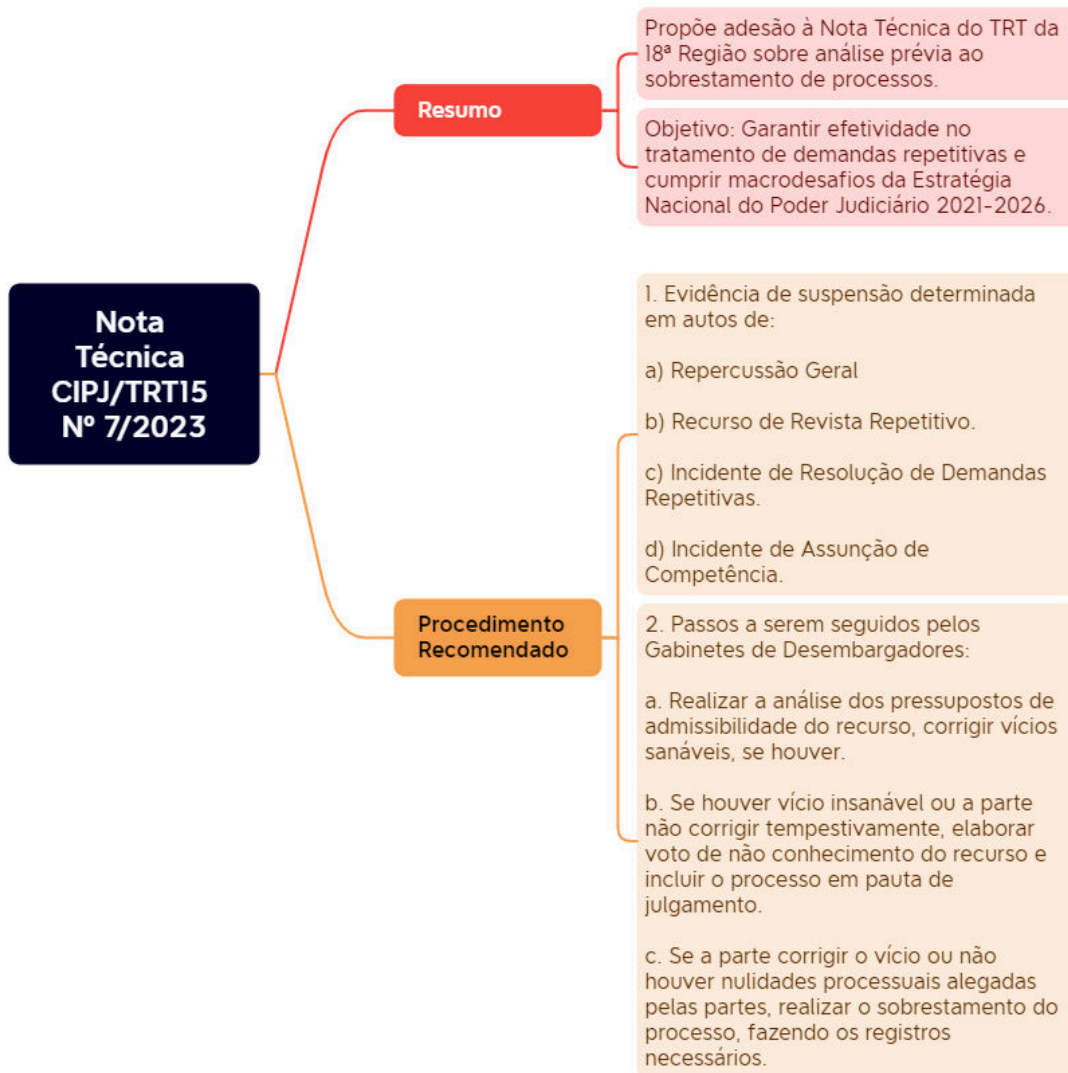 Nota
Técnica
CIPJ/TRT15
Nº 7/2023
Resumo
Propõe adesão à Nota Técnica do TRT da
18ª Região sobre análise prévia ao
sobrestamento de processos.
Objetivo: Garantir efetividade no
tratamento de demandas repetitivas e
cumprir macrodesafios da Estratégia
Nacional do Poder Judiciário 2021-2026.
Procedimento
Recomendado
1. Evidência de suspensão determinada
em autos de:
a) Repercussão Geral
b) Recurso de Revista Repetitivo.
c) Incidente de Resolução de Demandas
Repetitivas.
d) Incidente de Assunção de
Competência.
2. Passos a serem seguidos pelos
Gabinetes de Desembargadores:
a. Realizar a análise dos pressupostos de
admissibilidade do recurso, corrigir vícios
sanáveis, se houver.
b. Se houver vício insanável ou a parte
não corrigir tempestivamente, elaborar
voto de não conhecimento do recurso e
incluir o processo em pauta de
julgamento.
c. Se a parte corrigir o vício ou não
houver nulidades processuais alegadas
pelas partes, realizar o sobrestamento do
processo, fazendo os registros
necessários.